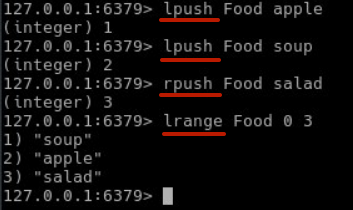 127.0.0.1:6379> lpush Food apple
(integer) 1
127.0.0.1:6379> lpush Food soup
(integer) 2
127.0.0.1:6379> rpush Food salad
(integer) 3
127.0.0.1:6379> lrange Food 0 3
1) "soup"
2) "apple"
3) "salad"
127.0.0.1:6379>